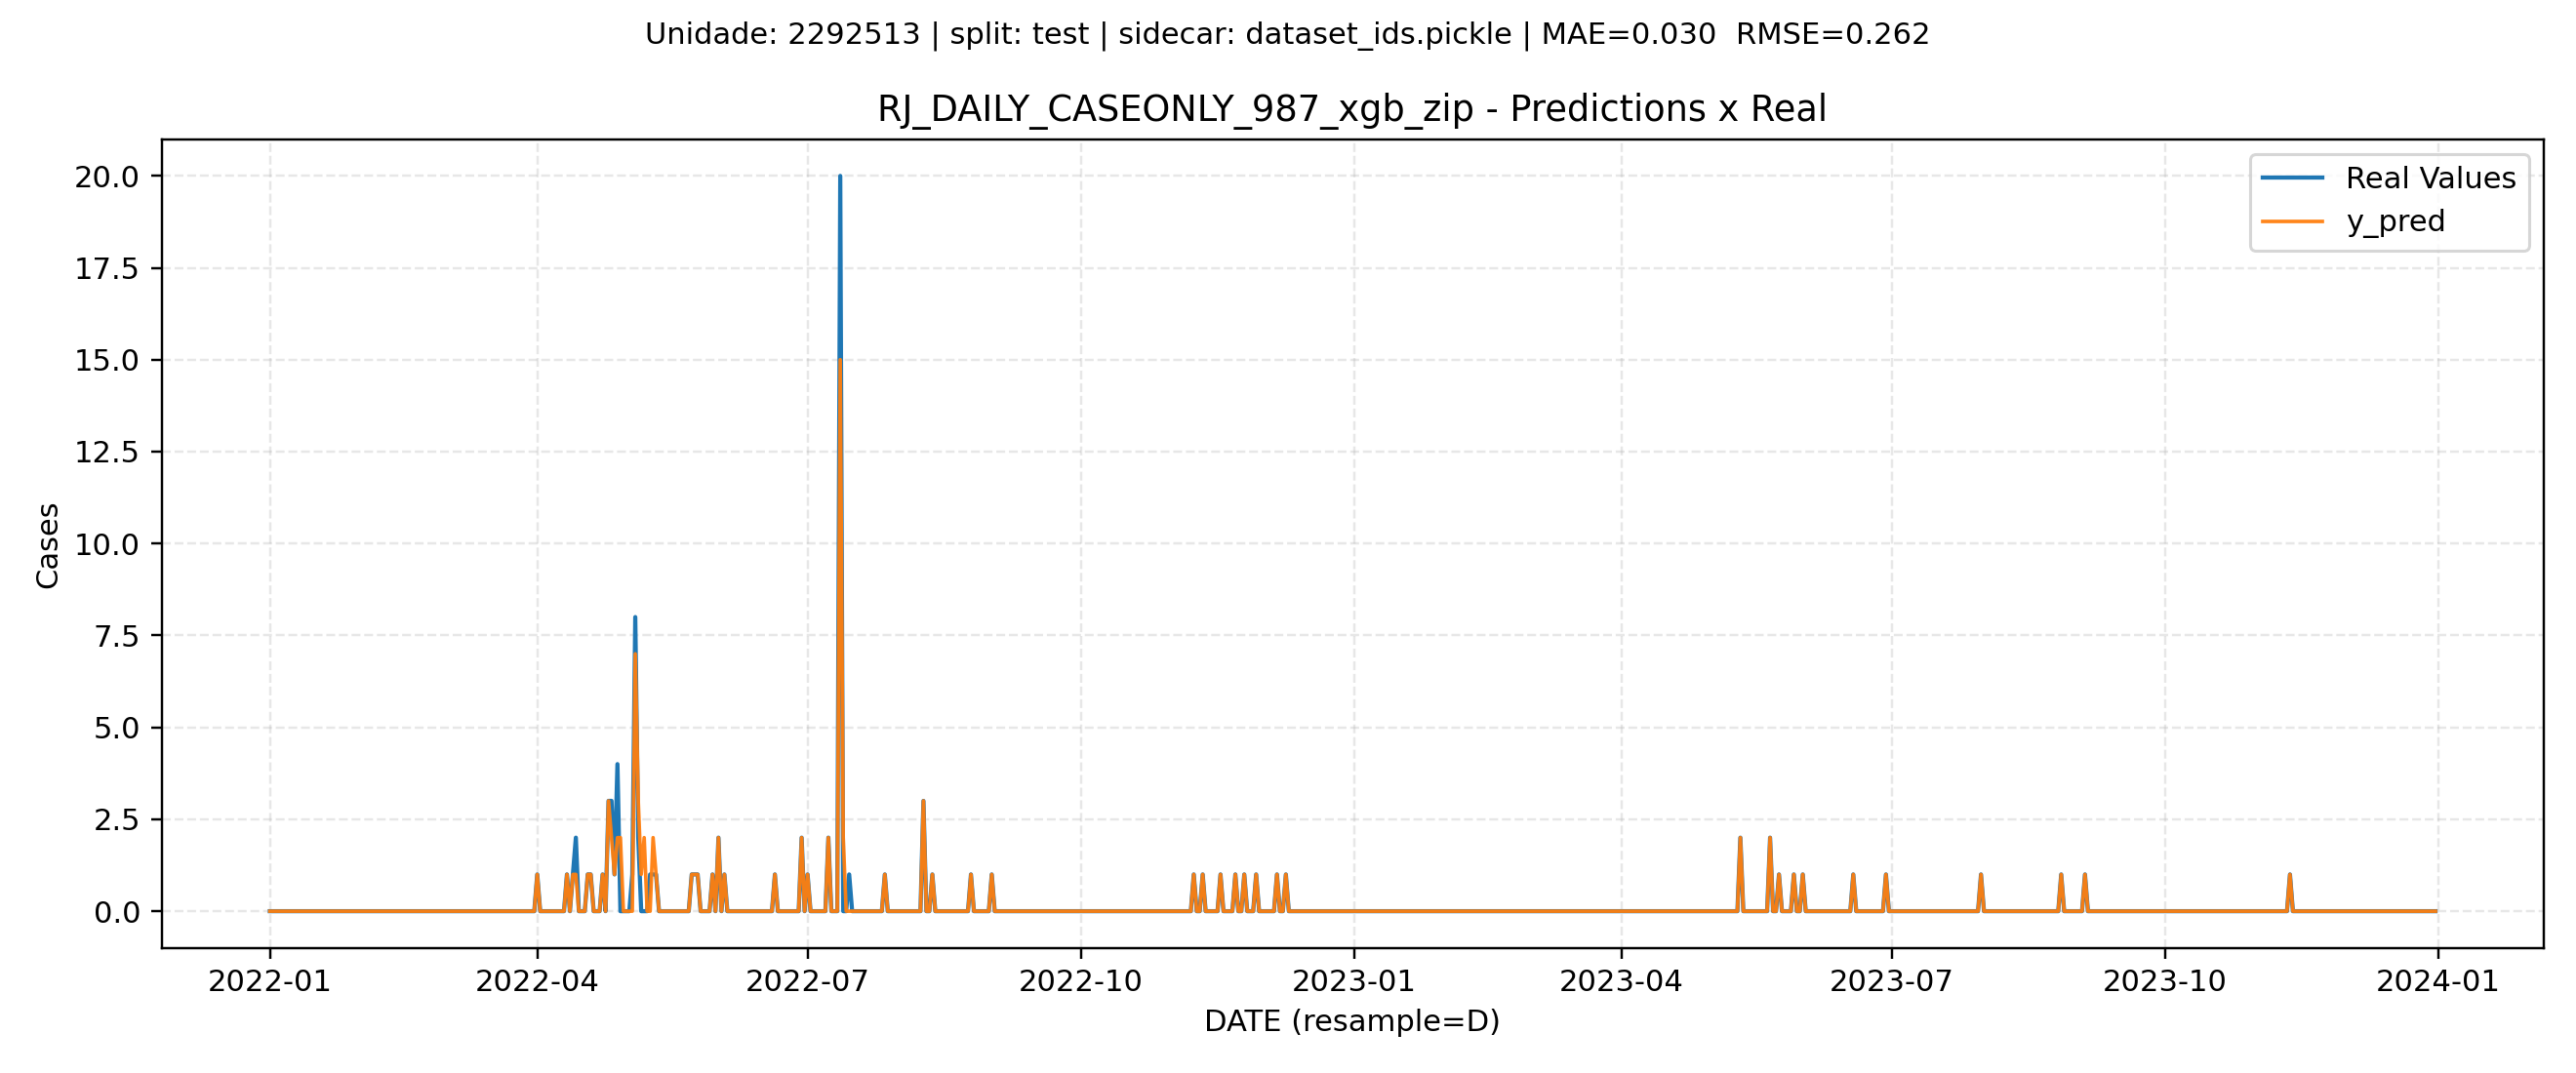 Unidade: 2292513 | split: test | sidecar: dataset_ids.pickle | MAE=0.030  RMSE=0.262
RJ_DAILY_CASEONLY_987_xgb_zip - Predictions x Real
Real Values
y_pred
20.0
17.5
15.0
12.5
10.0
7.5
5.0
2.5
0.0
Cases
2022-01 2022-04 2022-07 2022-10 2023-01 2023-04 2023-07 2023-10 2024-01
DATE (resample=D)